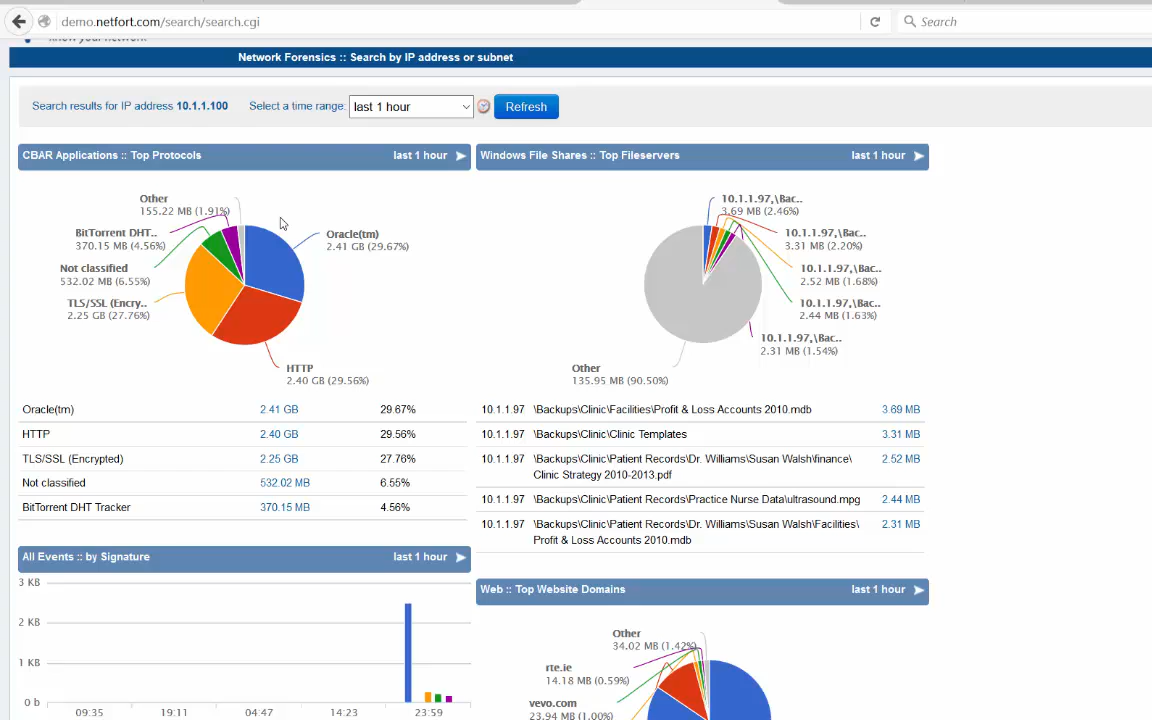 demo.netfort.com/search/search.cgi
Search
know your network
Network Forensics :: Search by IP address or subnet
Search results for IP address 10.1.1.100 Select a time range: last 1 hour Refresh
CBAR Applications :: Top Protocols last 1 hour
Other
155.22 MB (1.91%)
BitTorrent DHT..
370.15 MB (4.56%)
Not classified
532.02 MB (6.55%)
TLS/SSL (Encry..
2.25 GB (27.76%)
Oracle(tm)
2.41 GB (29.67%)
HTTP
2.40 GB (29.56%)
Oracle(tm) 2.41 GB 29.67%
HTTP 2.40 GB 29.56%
TLS/SSL (Encrypted) 2.25 GB 27.76%
Not classified 532.02 MB 6.55%
BitTorrent DHT Tracker 370.15 MB 4.56%
Windows File Shares :: Top Fileservers last 1 hour
10.1.1.97,\Bac..
3.69 MB (2.46%)
10.1.1.97,\Bac..
3.31 MB (2.20%)
10.1.1.97,\Bac..
2.52 MB (1.68%)
10.1.1.97,\Bac..
2.44 MB (1.63%)
10.1.1.97,\Bac..
2.31 MB (1.54%)
Other
135.95 MB (90.50%)
10.1.1.97 \Backups\Clinic\Facilities\Profit & Loss Accounts 2010.mdb 3.69 MB
10.1.1.97 \Backups\Clinic\Clinic Templates 3.31 MB
10.1.1.97 \Backups\Clinic\Patient Records\Dr. Williams\Susan Walsh\finance\ 2.52 MB
Clinic Strategy 2010-2013.pdf
10.1.1.97 \Backups\Clinic\Patient Records\Practice Nurse Data\ultrasound.mpg 2.44 MB
10.1.1.97 \Backups\Clinic\Patient Records\Dr. Williams\Susan Walsh\Facilities\ 2.31 MB
Profit & Loss Accounts 2010.mdb
All Events :: by Signature last 1 hour
3 KB
2 KB
1 KB
0 b
09:35 19:11 04:47 14:23 23:59
Web :: Top Website Domains last 1 hour
Other
34.02 MB (1.42%)
rte.ie
14.18 MB (0.59%)
vevo.com
23.94 MB (1.00%)